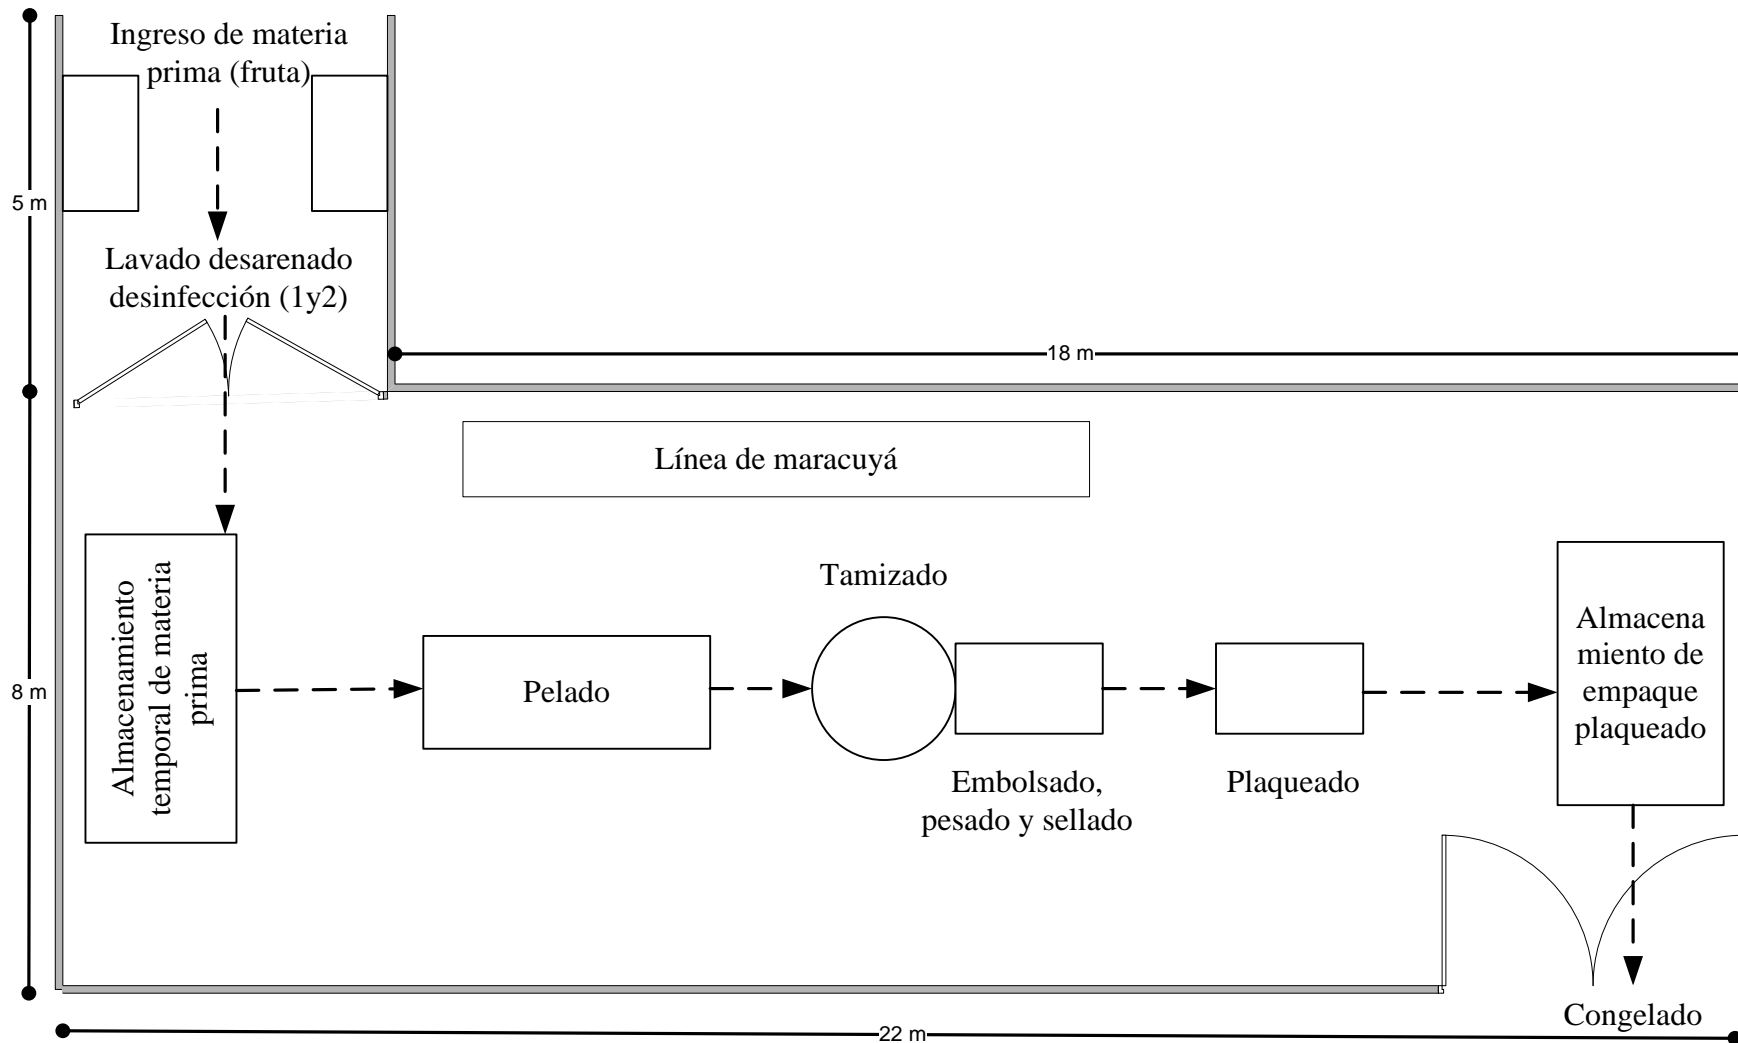 Ingreso de materia
prima (fruta)
5 m
Lavado desarenado
desinfección (1y2)
18 m
Línea de maracuyá
Almacenamiento
temporal de materia
prima
8 m
Pelado
Tamizado
Embolsado,
pesado y sellado
Plaqueado
Almacena
miento de
empaque
plaqueado
Congelado
22 m